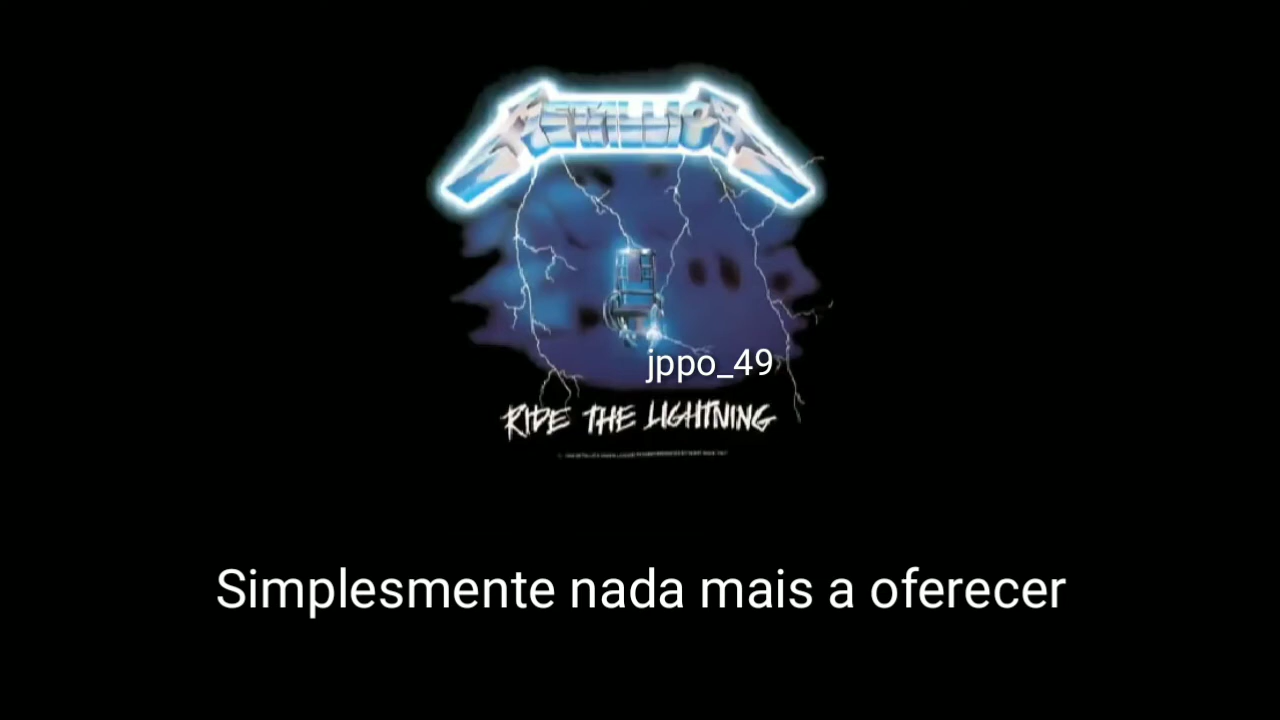 METALLICA
jppo_49
RIDE THE LIGHTNING
Simplesmente nada mais a oferecer